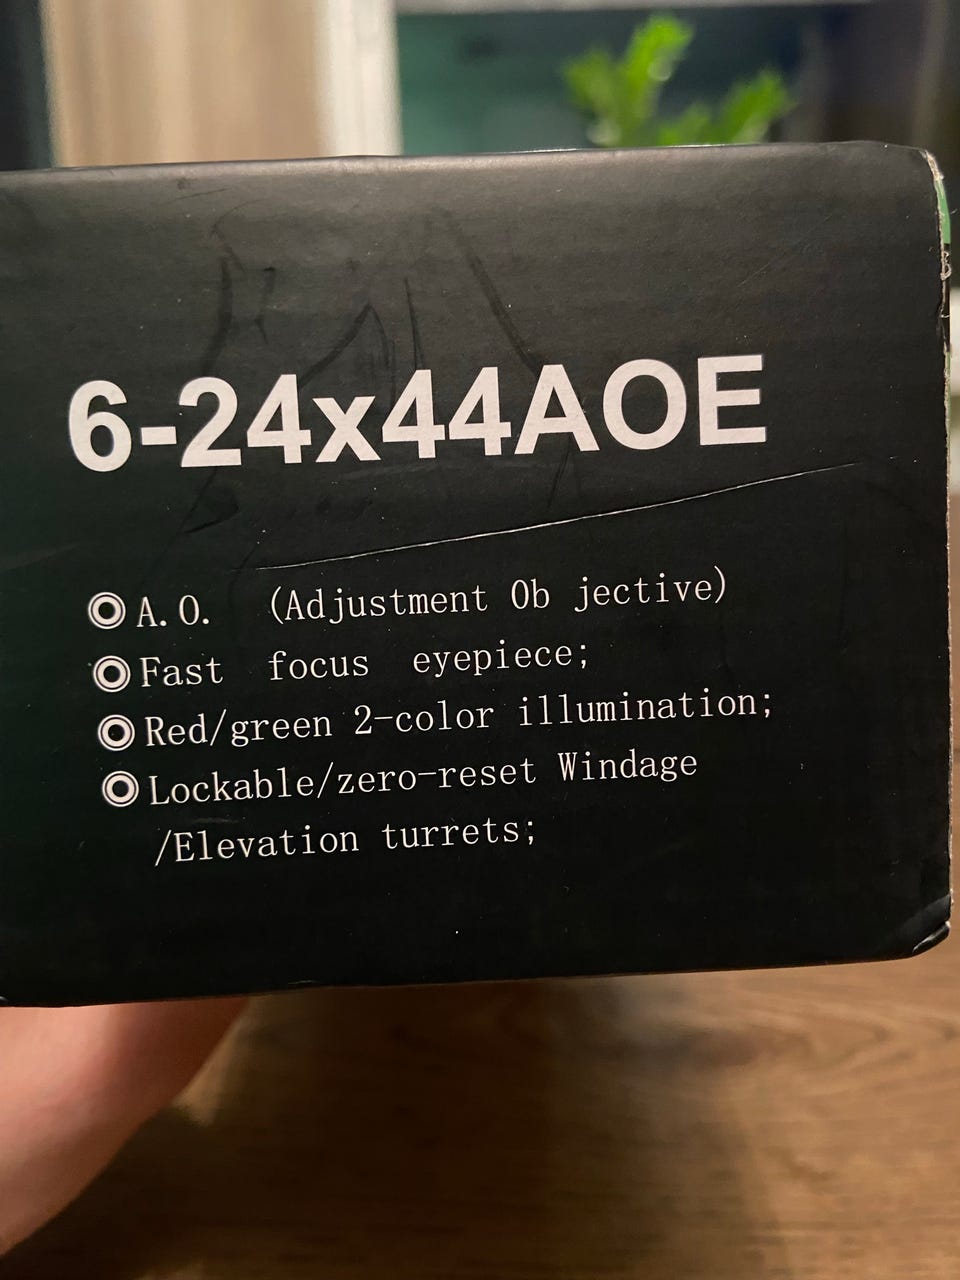 6-24x44AOE
A.O. (Adjustment Ob jective)
Fast focus eyepiece;
Red/green 2-color illumination;
Lockable/zero-reset Windage
/Elevation turrets;